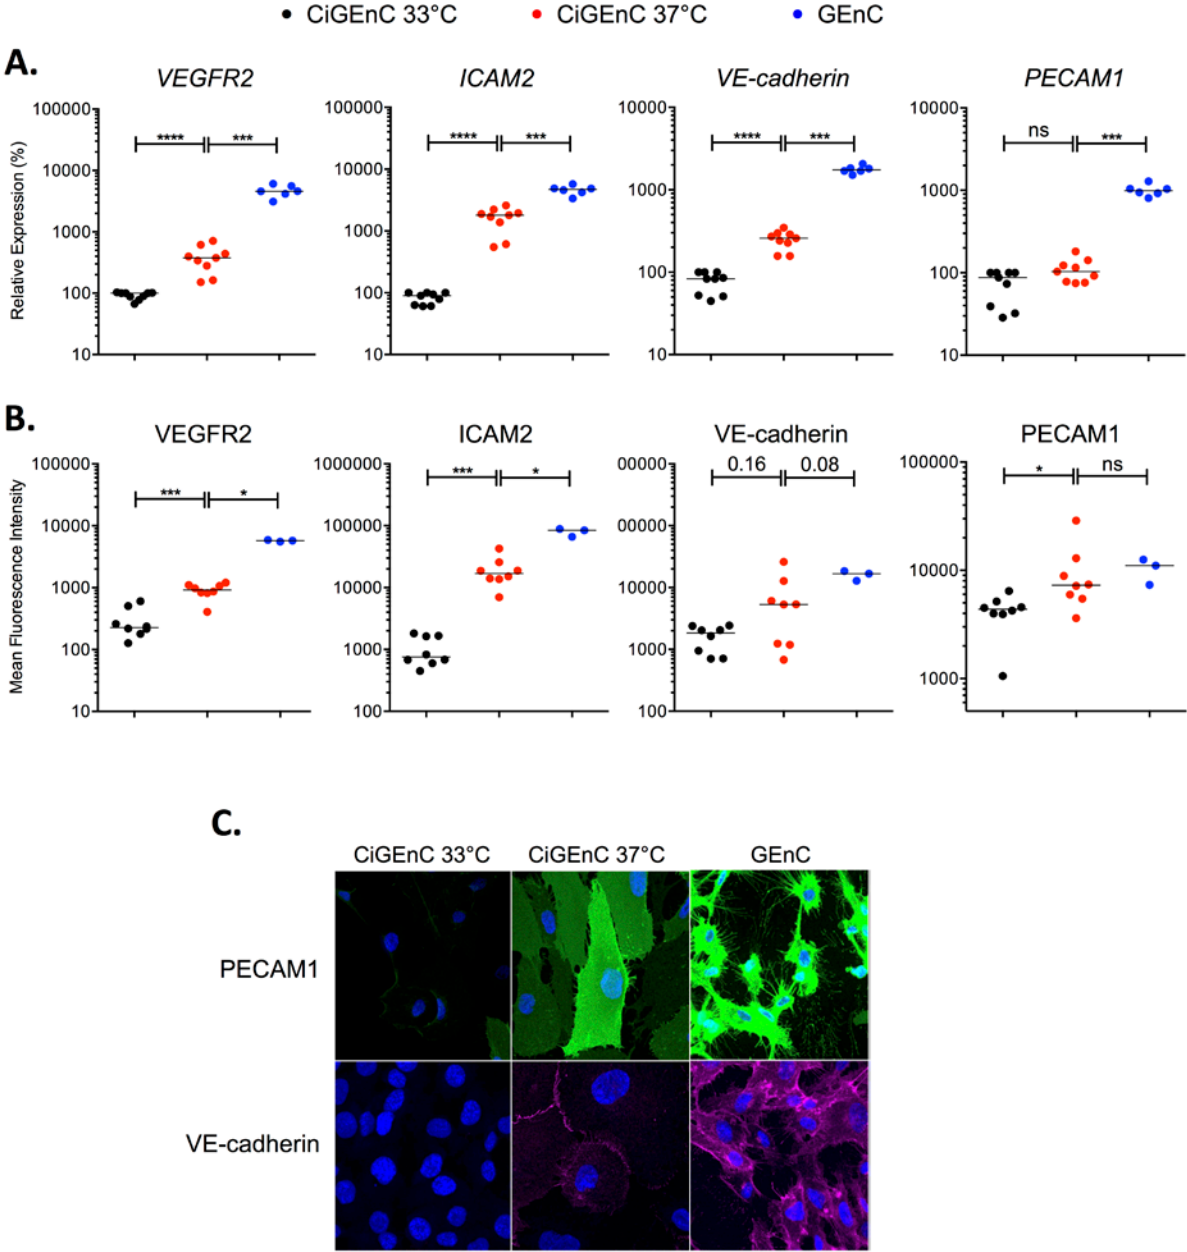 CiGEnC 33°C CiGEnC 37°C GEnC
A.
VEGFR2 ICAM2 VE-cadherin PECAM1
100000 100000 10000 10000
**** *** **** *** **** *** ns ***
10000 10000 1000 1000
1000 1000
100 100 100 100
10 10 10 10
Relative Expression (%)
B.
VEGFR2 ICAM2 VE-cadherin PECAM1
100000 1000000 00000 100000
*** * *** * 0.16 0.08 * ns
10000 100000 00000 10000
1000 10000 10000
100 1000 1000 1000
10 100 100
Mean Fluorescence Intensity
C.
CiGEnC 33°C CiGEnC 37°C GEnC
PECAM1
VE-cadherin